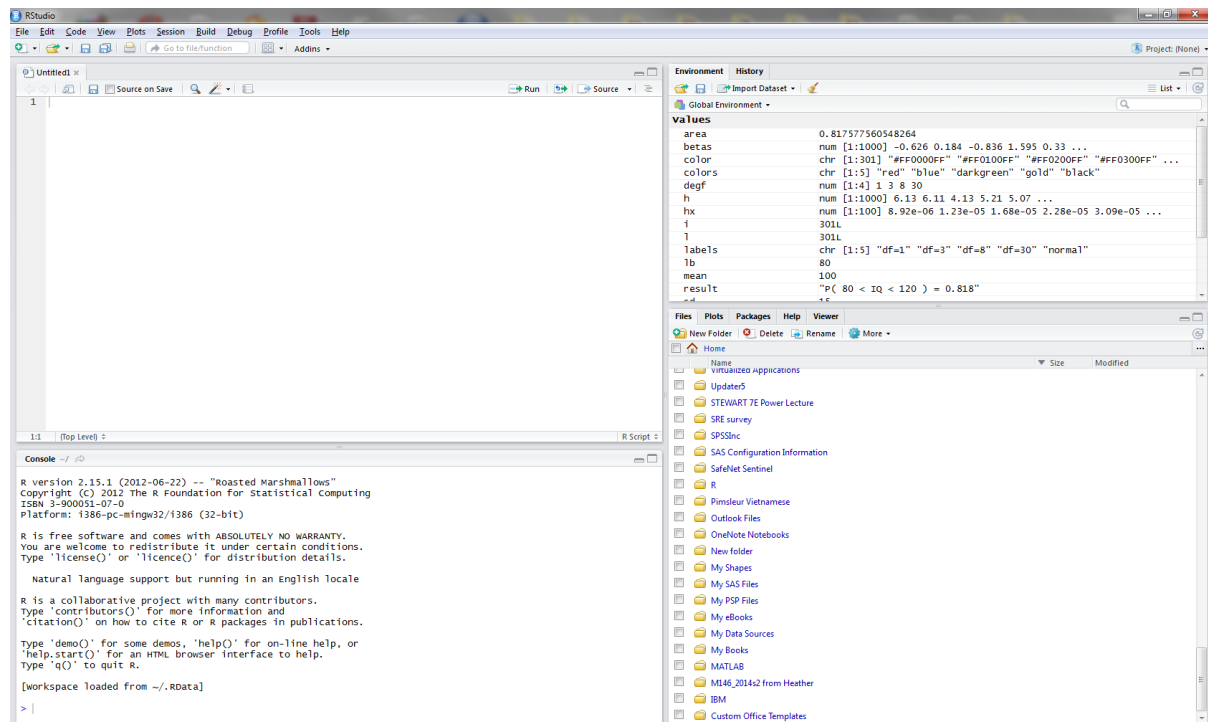 RStudio
File Edit Code View Plots Session Build Debug Profile Tools Help
Go to file/function Addins Project: (None)
Untitled1
Source on Save Run Source
1
1:1 (Top Level) R Script
Console ~/
R version 2.15.1 (2012-06-22) -- "Roasted Marshmallows"
Copyright (C) 2012 The R Foundation for Statistical Computing
ISBN 3-900051-07-0
Platform: i386-pc-mingw32/i386 (32-bit)
R is free software and comes with ABSOLUTELY NO WARRANTY.
You are welcome to redistribute it under certain conditions.
Type 'license()' or 'licence()' for distribution details.
Natural language support but running in an English locale
R is a collaborative project with many contributors.
Type 'contributors()' for more information and
'citation()' on how to cite R or R packages in publications.
Type 'demo()' for some demos, 'help()' for on-line help, or
'help.start()' for an HTML browser interface to help.
Type 'q()' to quit R.
[Workspace loaded from ~/.RData]
>
Environment History
Import Dataset List
Global Environment
values
area 0.817577560548264
betas num [1:1000] -0.626 0.184 -0.836 1.595 0.33 ...
color chr [1:301] "#FF0000FF" "#FF0100FF" "#FF0200FF" "#FF0300FF" ...
colors chr [1:5] "red" "blue" "darkgreen" "gold" "black"
degf num [1:4] 1 3 8 30
h num [1:1000] 6.13 6.11 4.13 5.21 5.07 ...
hx num [1:100] 8.92e-06 1.23e-05 1.68e-05 2.28e-05 3.09e-05 ...
i 301L
l 301L
labels chr [1:5] "df=1" "df=3" "df=8" "df=30" "normal"
lb 80
mean 100
result "P( 80 < IQ < 120 ) = 0.818"
sd 15
Files Plots Packages Help Viewer
New Folder Delete Rename More
Home
Name Size Modified
Virtualized Applications
Updater5
STEWART 7E Power Lecture
SRE survey
SPSSInc
SAS Configuration Information
SafeNet Sentinel
R
Pimsleur Vietnamese
Outlook Files
OneNote Notebooks
New folder
My Shapes
My SAS Files
My PSP Files
My eBooks
My Data Sources
My Books
MATLAB
M146_2014s2 from Heather
IBM
Custom Office Templates